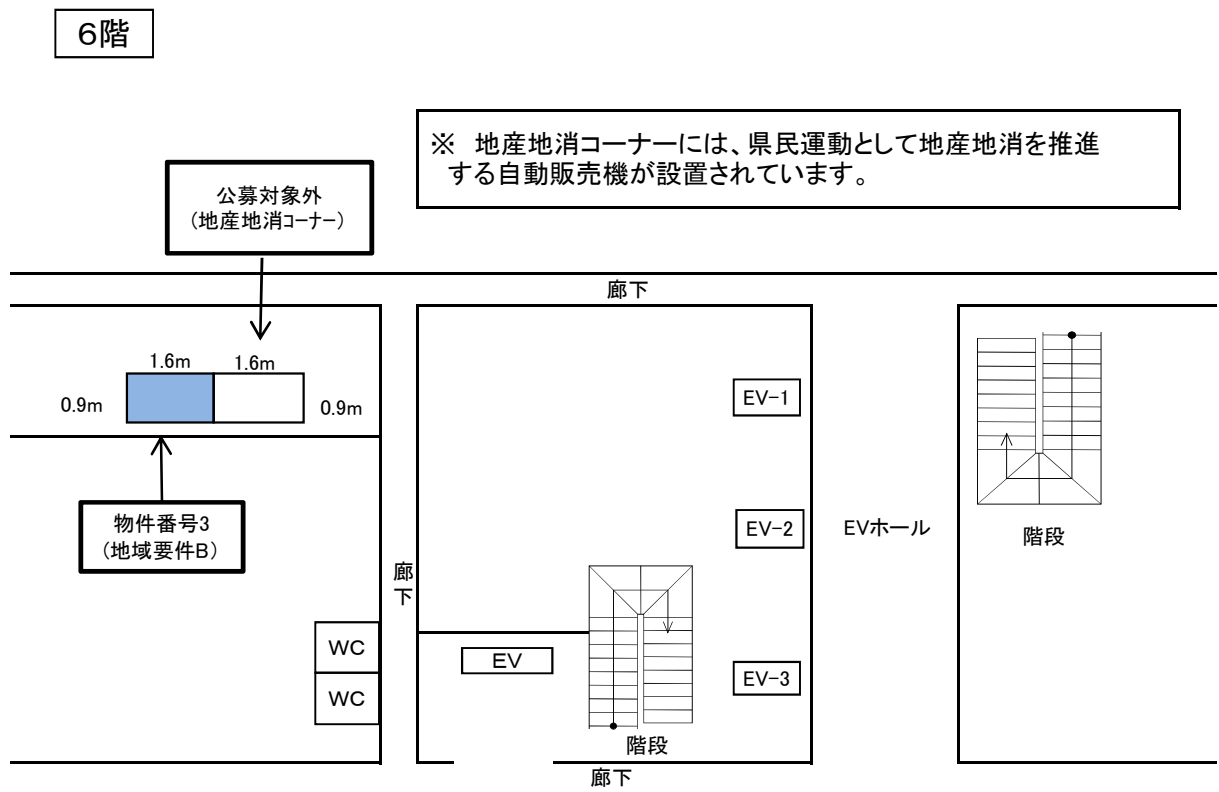 6階
※ 地産地消コーナーには、県民運動として地産地消を推進
する自動販売機が設置されています。
公募対象外
(地産地消ｺｰﾅｰ)
廊下
1.6m 1.6m
0.9m 0.9m
物件番号3
(地域要件B)
EV-1
EV-2
EVホール
階段
廊下
WC
WC
EV
EV-3
階段
廊下